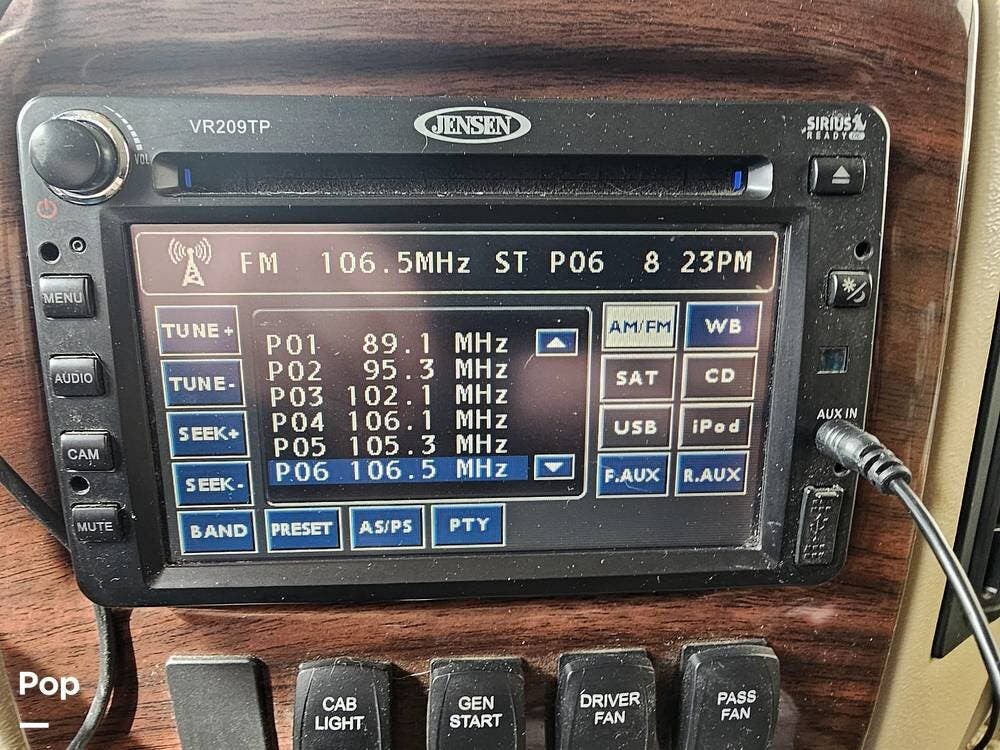 VR209TP
JENSEN
SIRIUS
READY
VOL
FM 106.5MHz ST P06 8 23PM
MENU
AUDIO
CAM
MUTE
TUNE+
TUNE-
SEEK+
SEEK-
P01 89.1 MHz
P02 95.3 MHz
P03 102.1 MHz
P04 106.1 MHz
P05 105.3 MHz
P06 106.5 MHz
AM/FM WB
SAT CD
USB iPod
F.AUX R.AUX
BAND PRESET AS/PS PTY
AUX IN
CAB
LIGHT
GEN
START
DRIVER
FAN
PASS
FAN
Pop